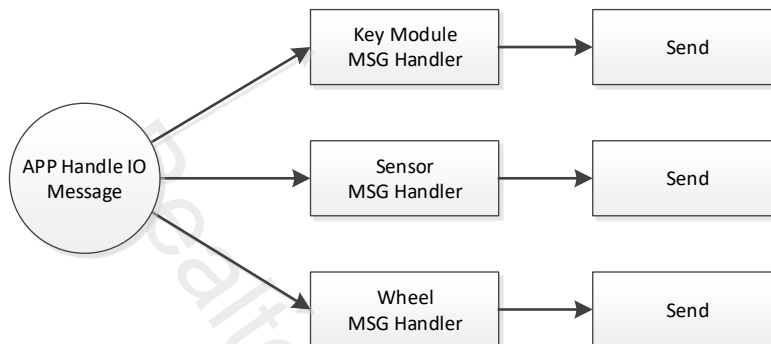 Key Module
MSG Handler
Send
APP Handle IO
Message
Sensor
MSG Handler
Send
Wheel
MSG Handler
Send